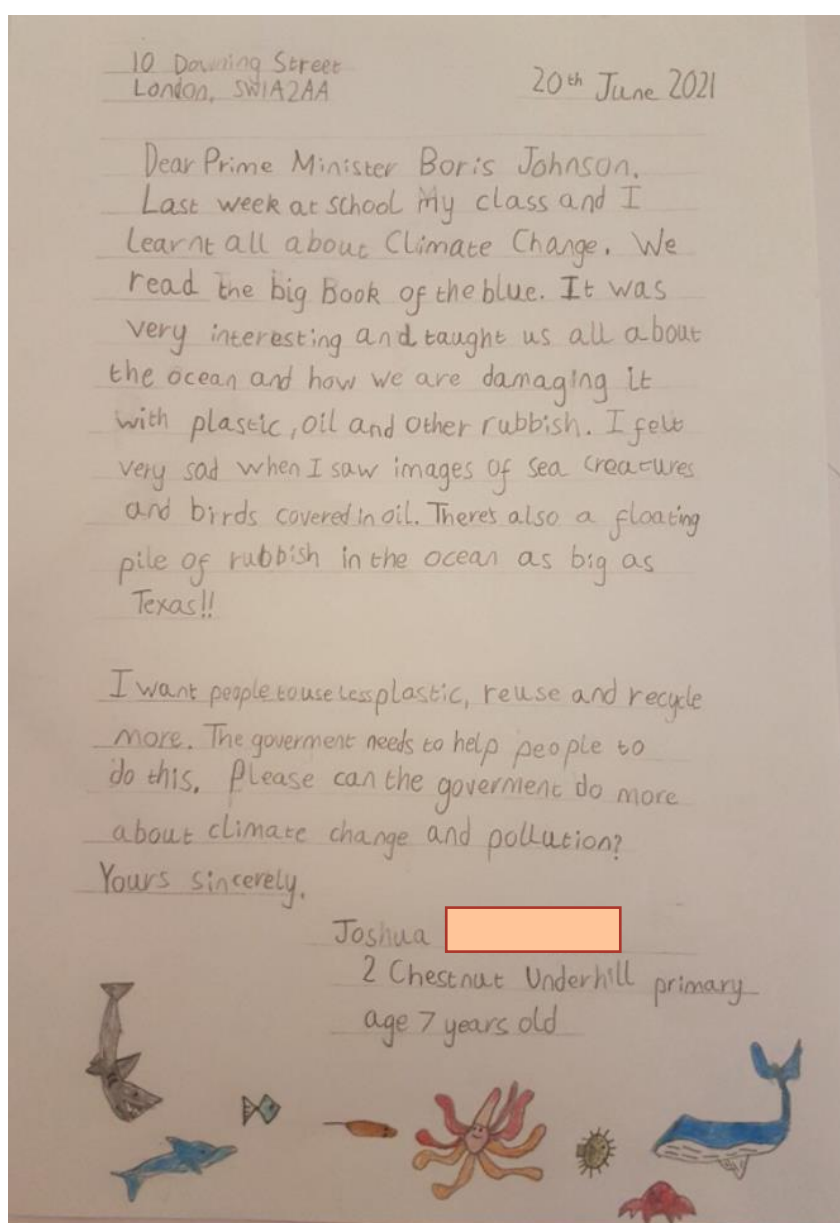 10 Downing Street
London, SW1A2AA
20th June 2021
Dear Prime Minister Boris Johnson,
Last week at school my class and I
learnt all about Climate Change. We
read the big Book of the blue. It was
very interesting and taught us all about
the ocean and how we are damaging it
with plastic, oil and other rubbish. I felt
very sad when I saw images of sea creatures
and birds covered in oil. There's also a floating
pile of rubbish in the ocean as big as
Texas!!
I want people to use less plastic, reuse and recycle
more. The goverment needs to help people to
do this. Please can the goverment do more
about climate change and pollution?
Yours sincerely,
Joshua
2 Chestnut Underhill primary
age 7 years old